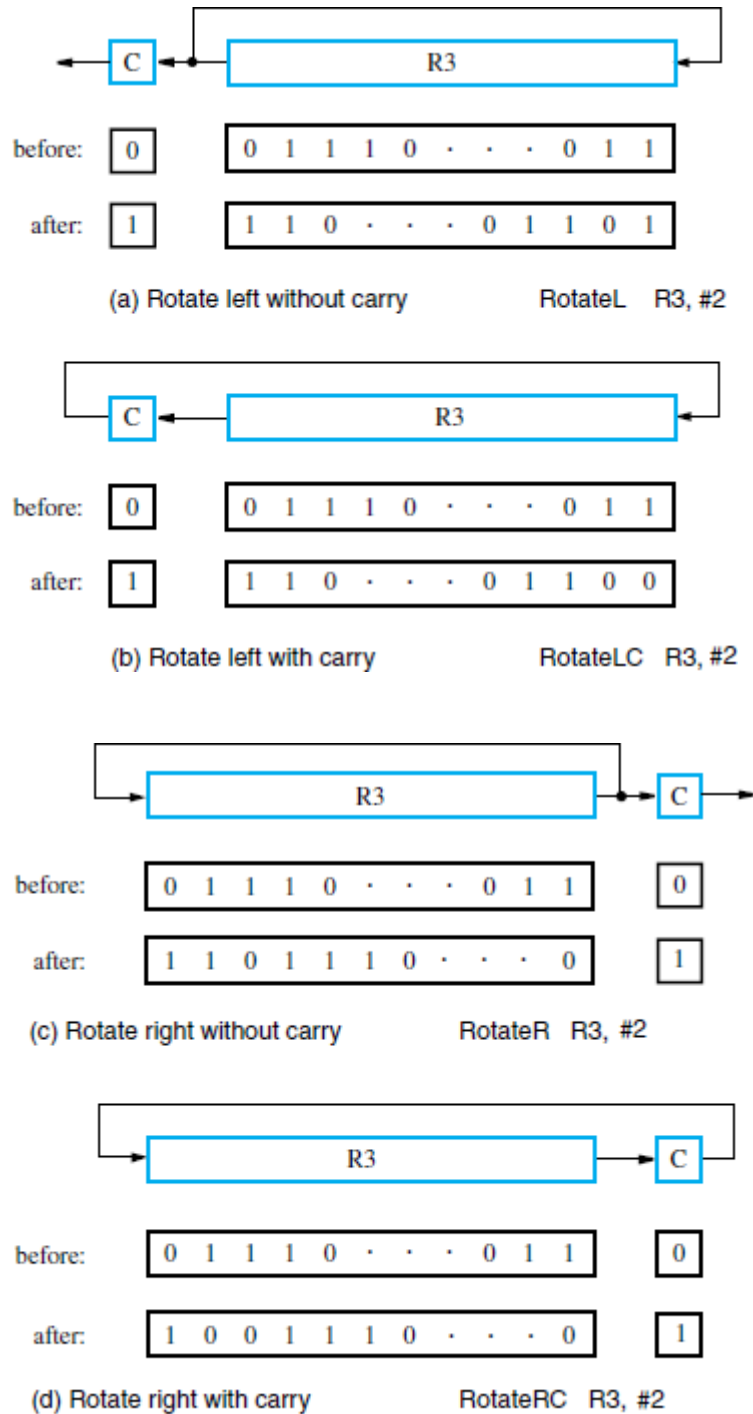 C R3
before: 0 0 1 1 1 0 · · · 0 1 1
after: 1 1 1 0 · · · 0 1 1 0 1
(a) Rotate left without carry RotateL R3, #2
C R3
before: 0 0 1 1 1 0 · · · 0 1 1
after: 1 1 1 0 · · · 0 1 1 0 0
(b) Rotate left with carry RotateLC R3, #2
R3 C
before: 0 1 1 1 0 · · · 0 1 1 0
after: 1 1 0 1 1 1 0 · · · 0 1
(c) Rotate right without carry RotateR R3, #2
R3 C
before: 0 1 1 1 0 · · · 0 1 1 0
after: 1 0 0 1 1 1 0 · · · 0 1
(d) Rotate right with carry RotateRC R3, #2